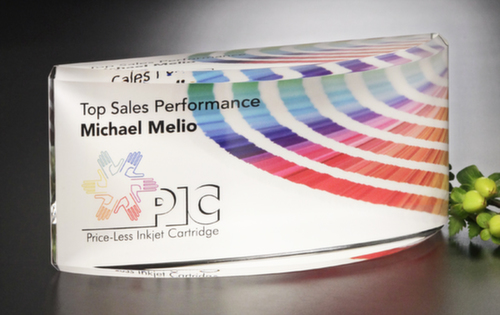 Top Sales Performance
Michael Melio
PIC
Price-Less Inkjet Cartridge